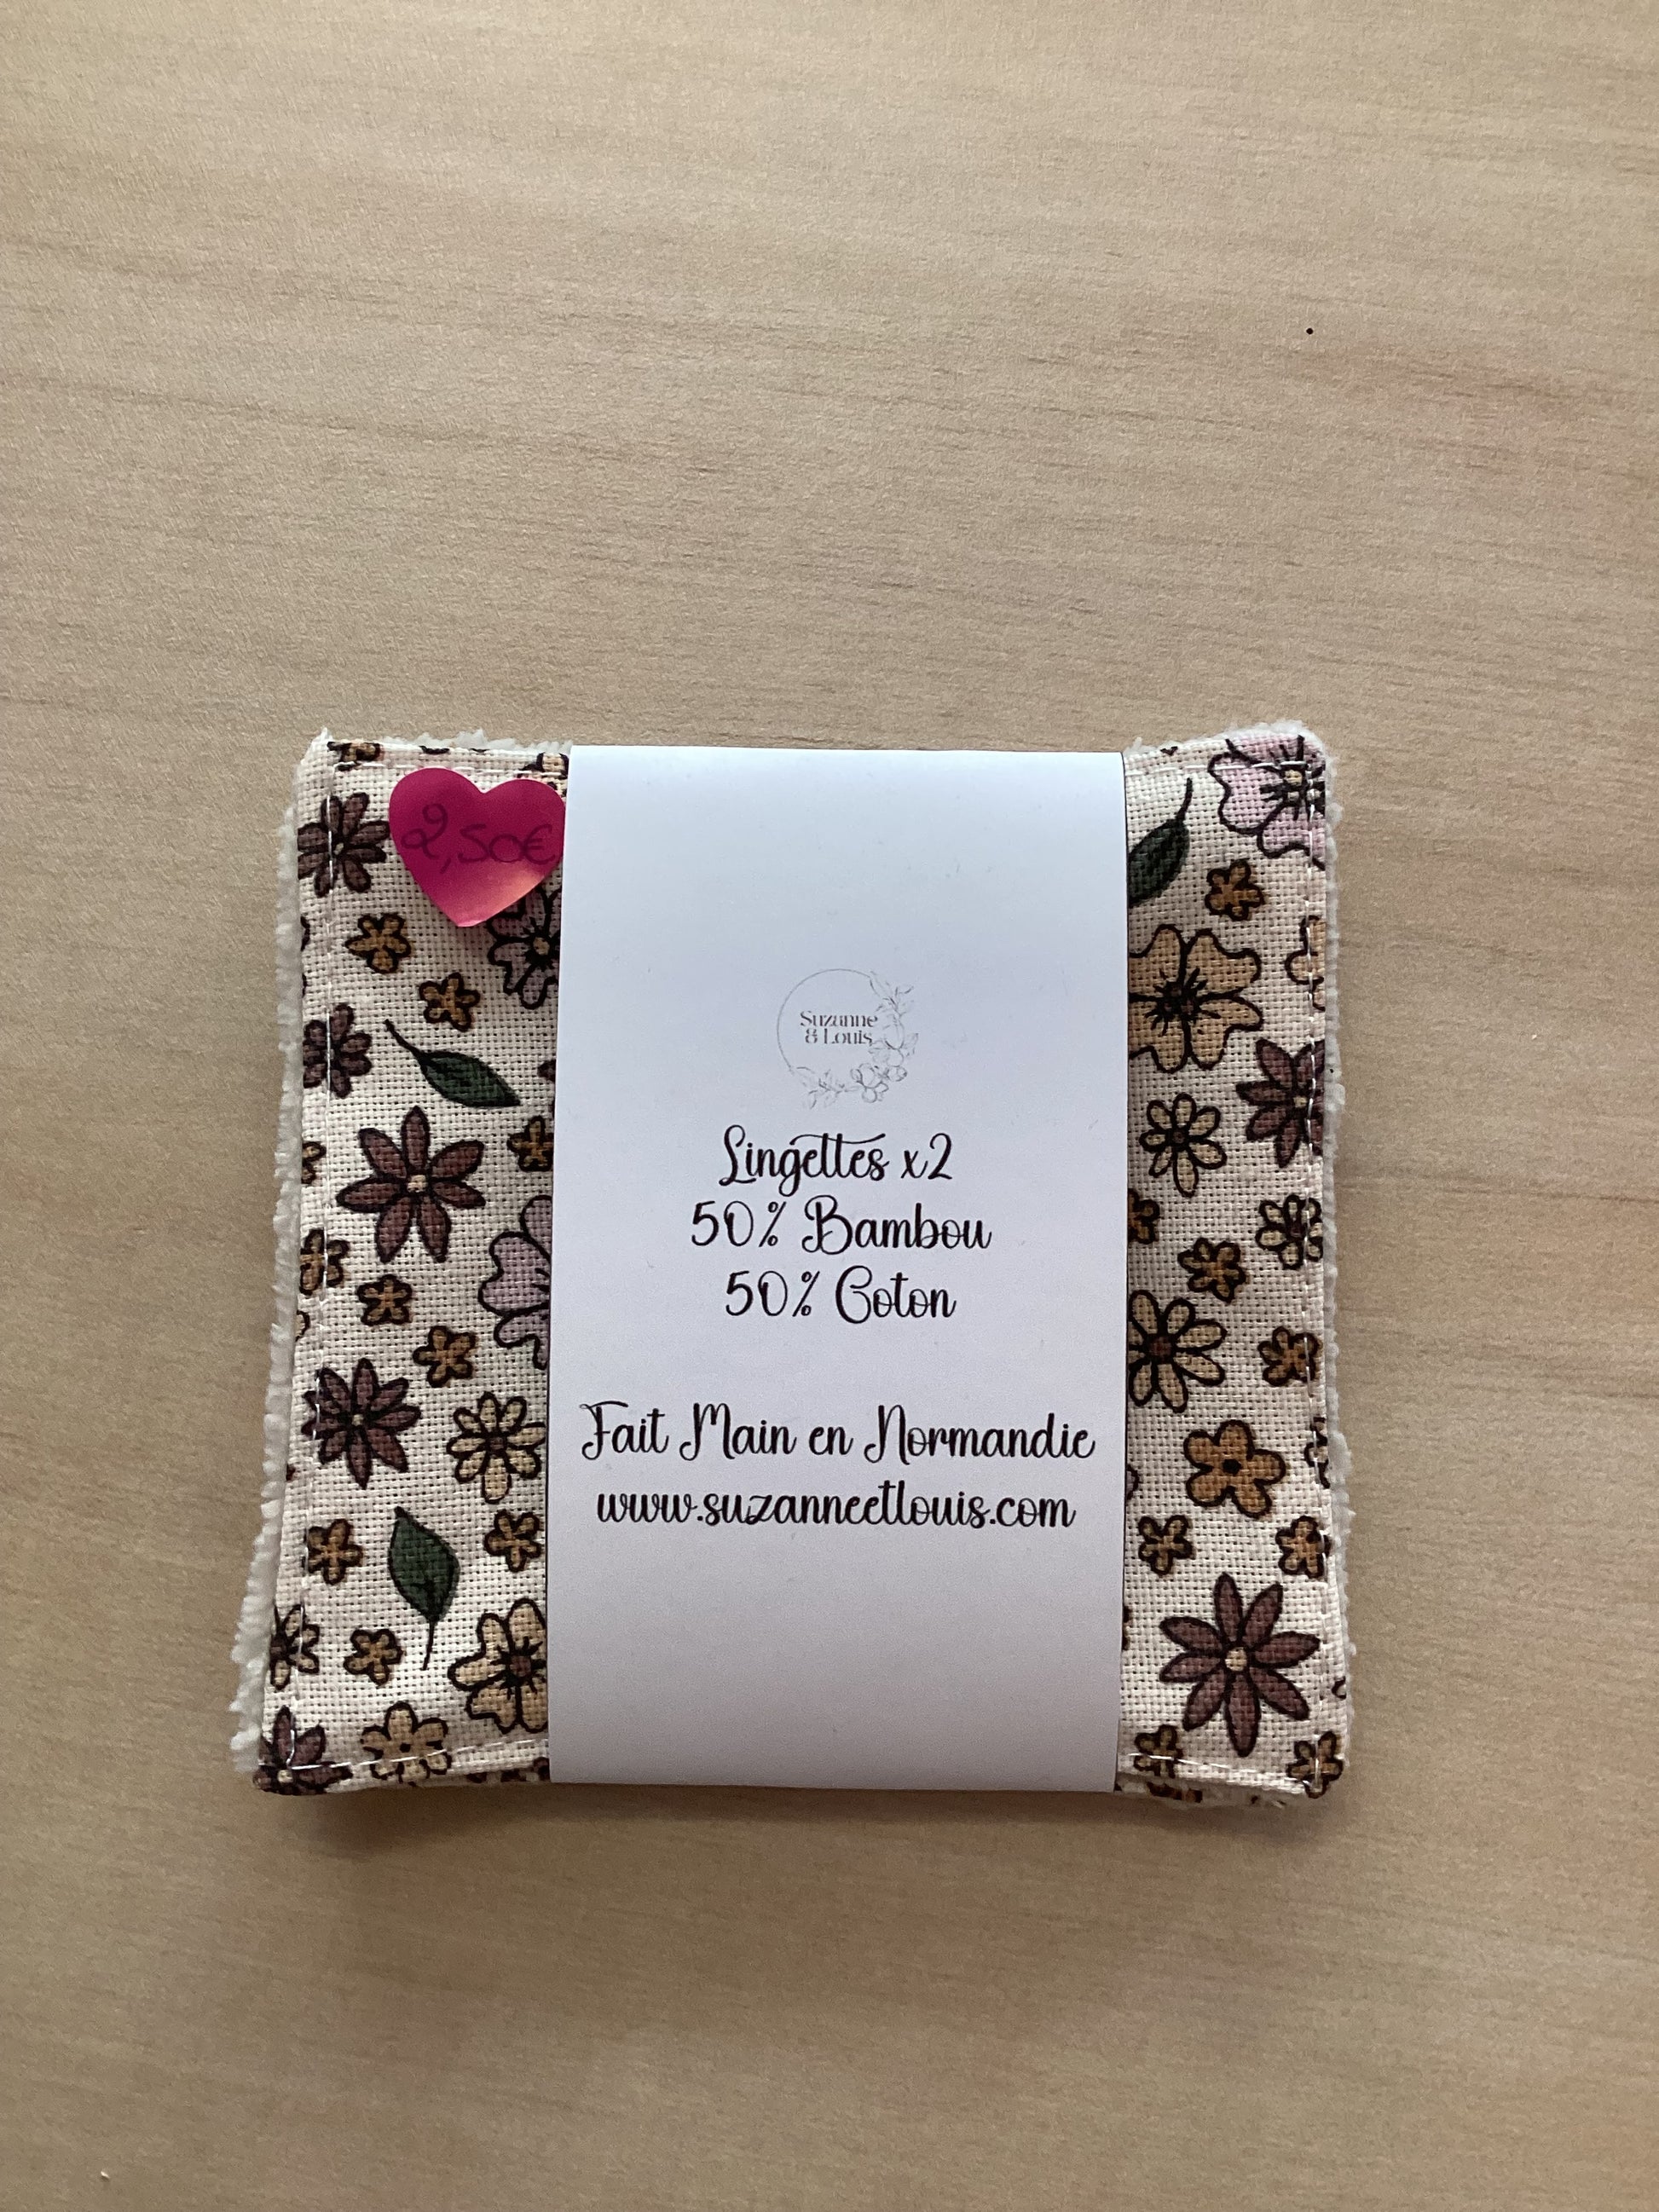 2,50€
Suzanne
& Louis
Lingettes x2
50% Bambou
50% Coton
Fait Main en Normandie
www.suzanneetlouis.com